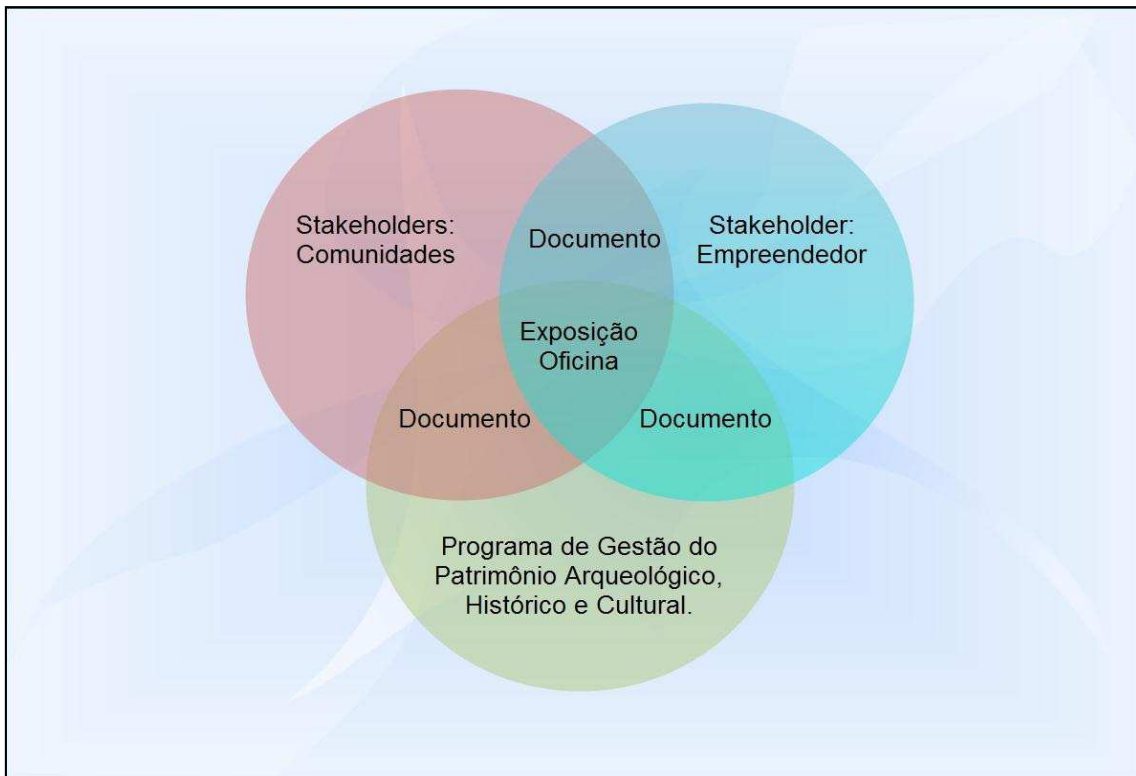 Stakeholders:
Comunidades
Documento
Stakeholder:
Empreendedor
Exposição
Oficina
Documento
Documento
Programa de Gestão do
Patrimônio Arqueológico,
Histórico e Cultural.